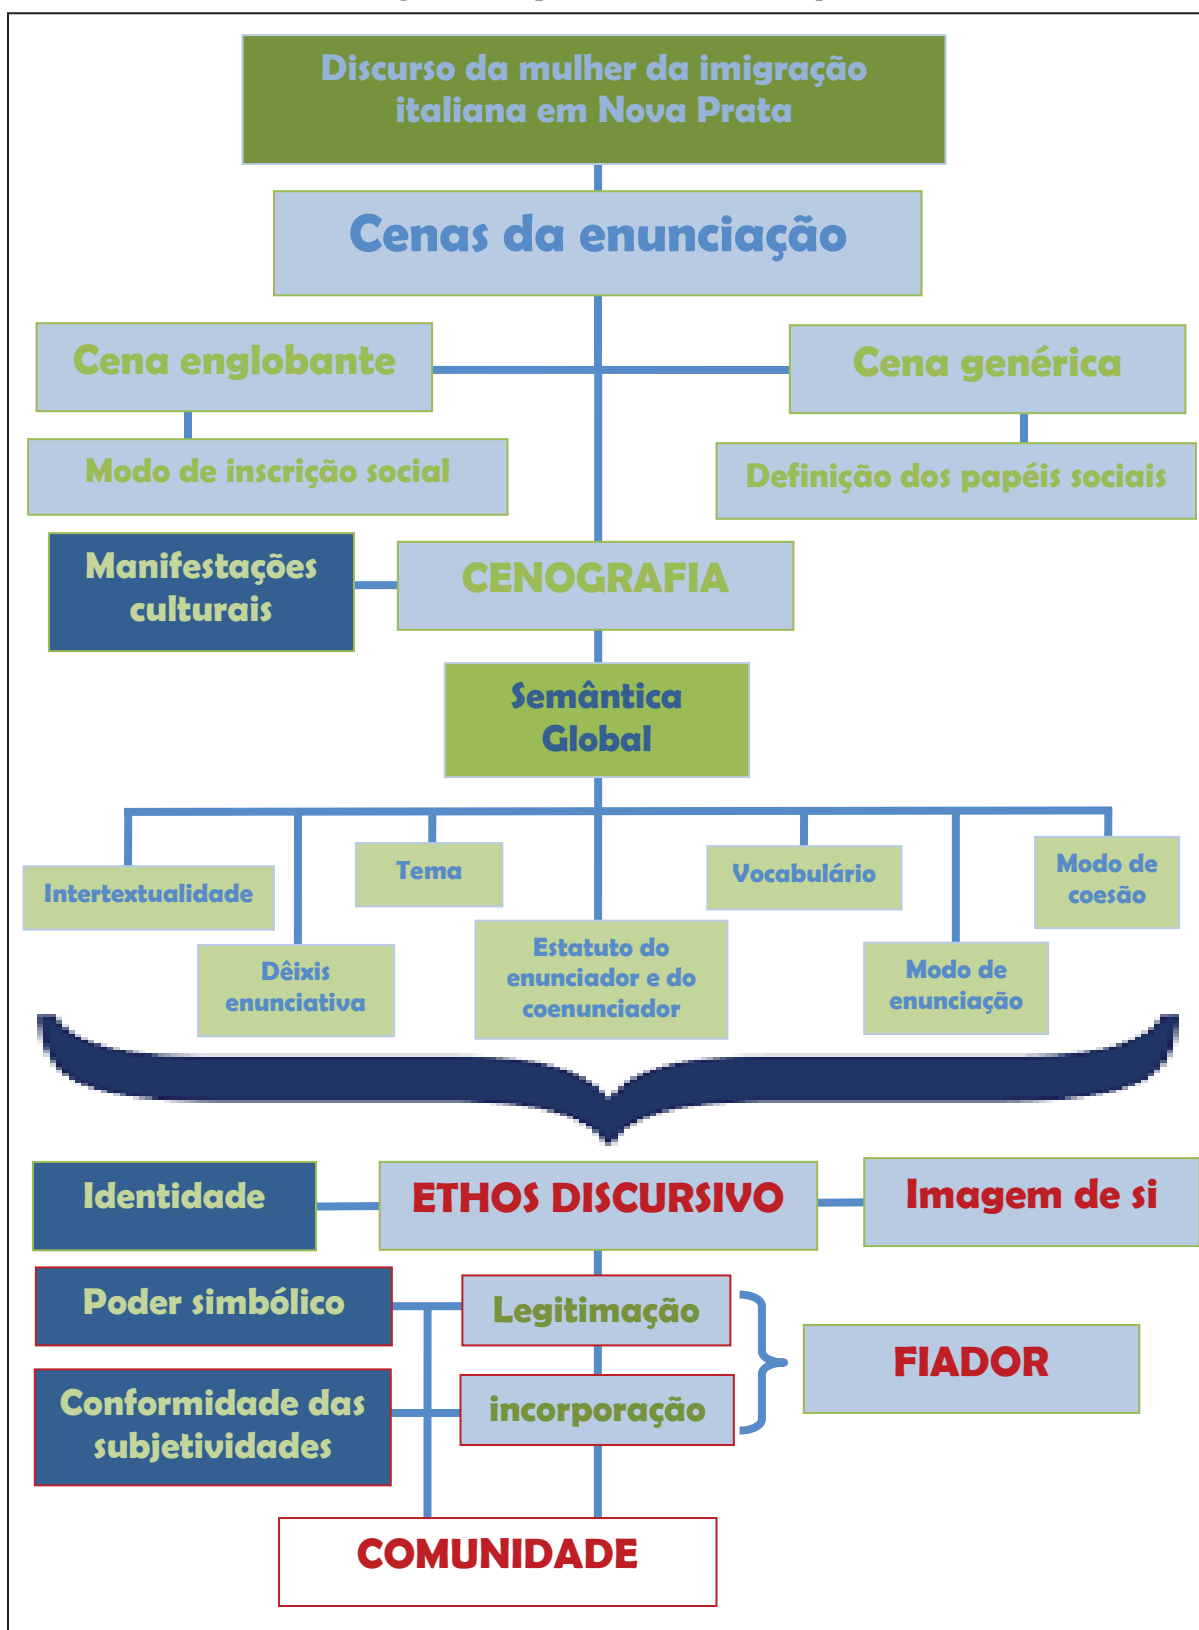 Discurso da mulher da imigração
italiana em Nova Prata
Cenas da enunciação
Cena englobante
Cena genérica
Modo de inscrição social
Definição dos papéis sociais
Manifestações
culturais
CENOGRAFIA
Semântica
Global
Intertextualidade
Tema
Vocabulário
Modo de
coesão
Dêixis
enunciativa
Estatuto do
enunciador e do
coenunciador
Modo de
enunciação
Identidade
ETHOS DISCURSIVO
Imagem de si
Poder simbólico
Legitimação
FIADOR
Conformidade das
subjetividades
incorporação
COMUNIDADE